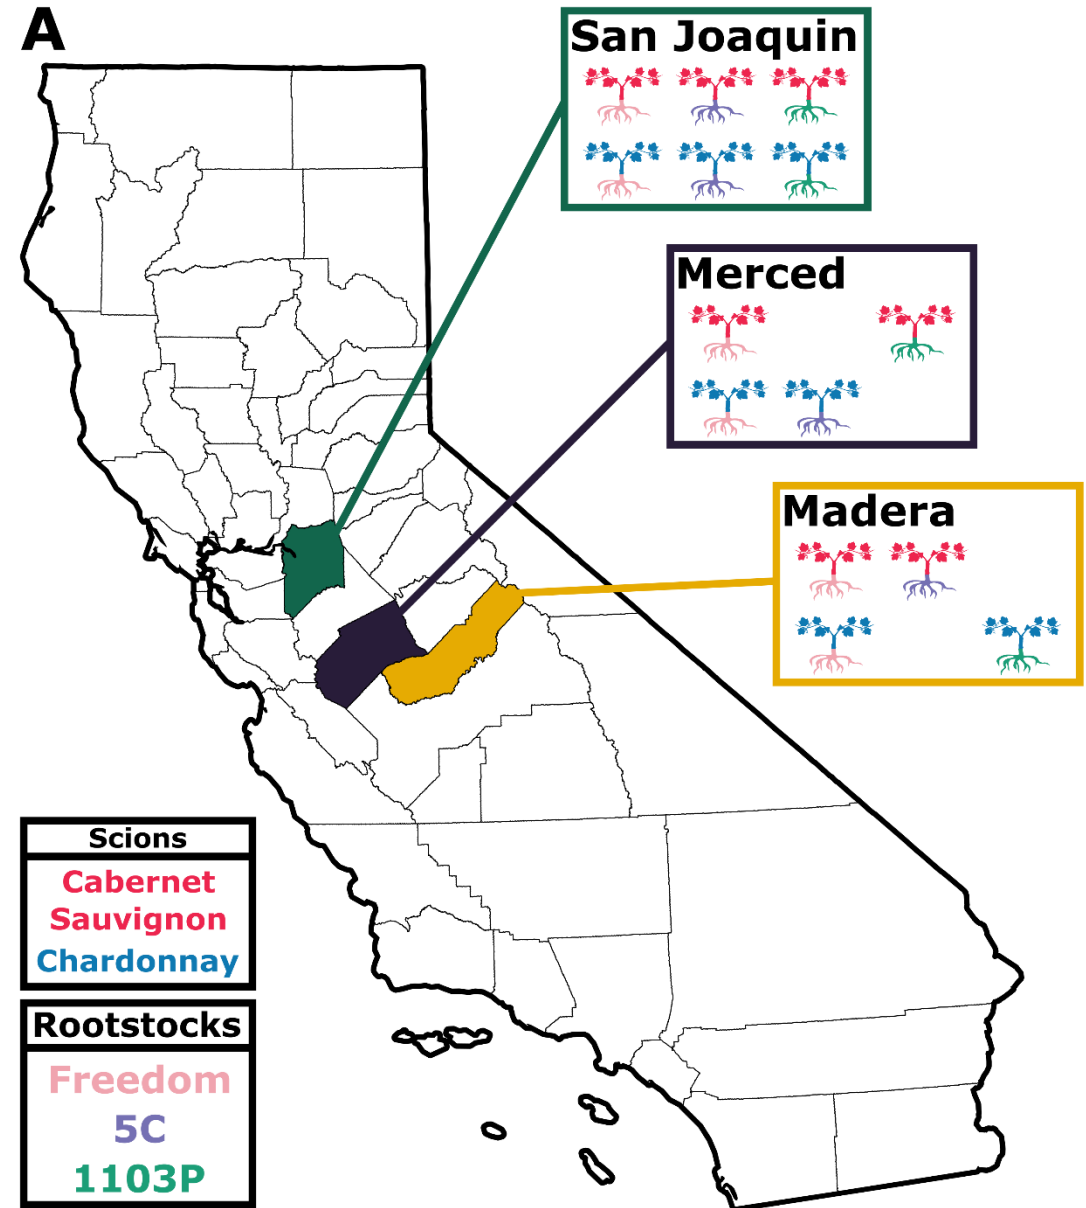 A
San Joaquin
Merced
Madera
Scions
Cabernet
Sauvignon
Chardonnay
Rootstocks
Freedom
5C
1103P